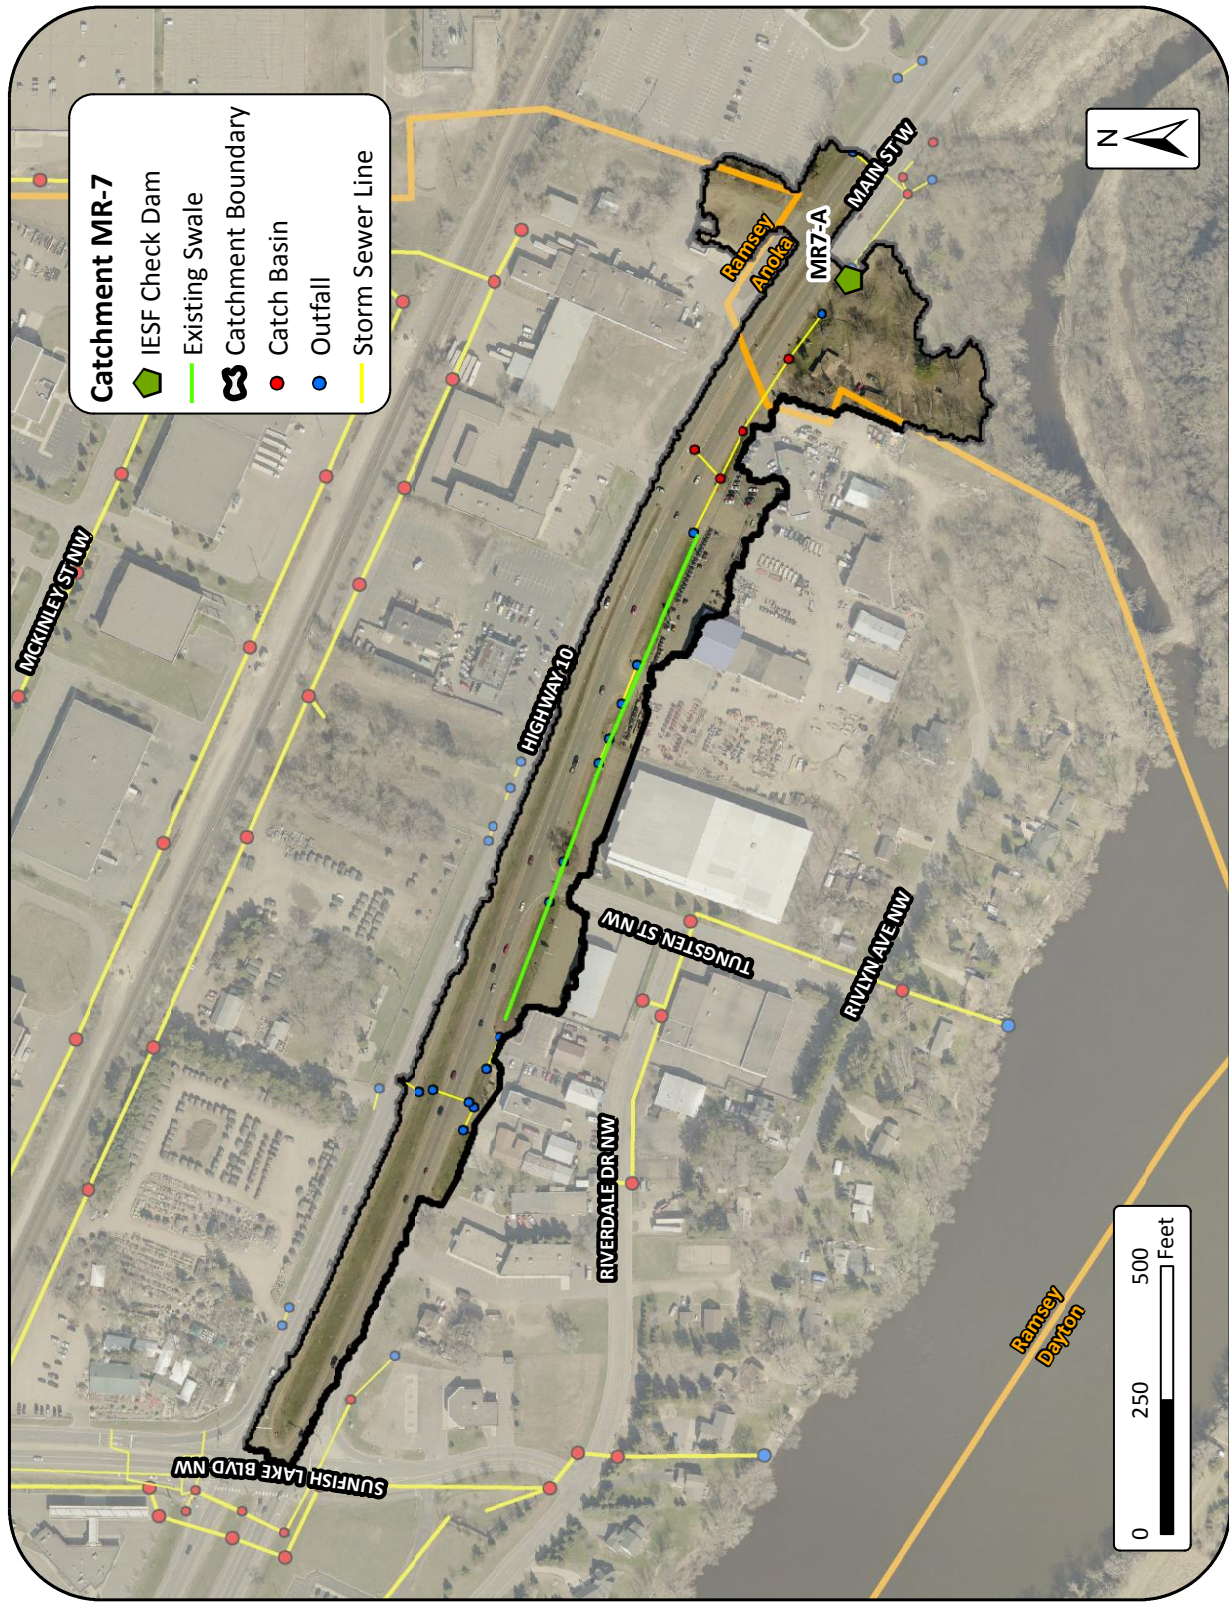 Catchment MR-7
IESF Check Dam
Existing Swale
Catchment Boundary
Catch Basin
Outfall
Storm Sewer Line
MCKINLEY ST NW
HIGHWAY 10
SUNFISH LAKE BLVD NW
RIVERDALE DR NW
TUNGSTEN ST NW
RIVLYN AVE NW
Ramsey
Anoka
MR7-A
MAIN ST W
Ramsey
Dayton
N
0 250 500
Feet